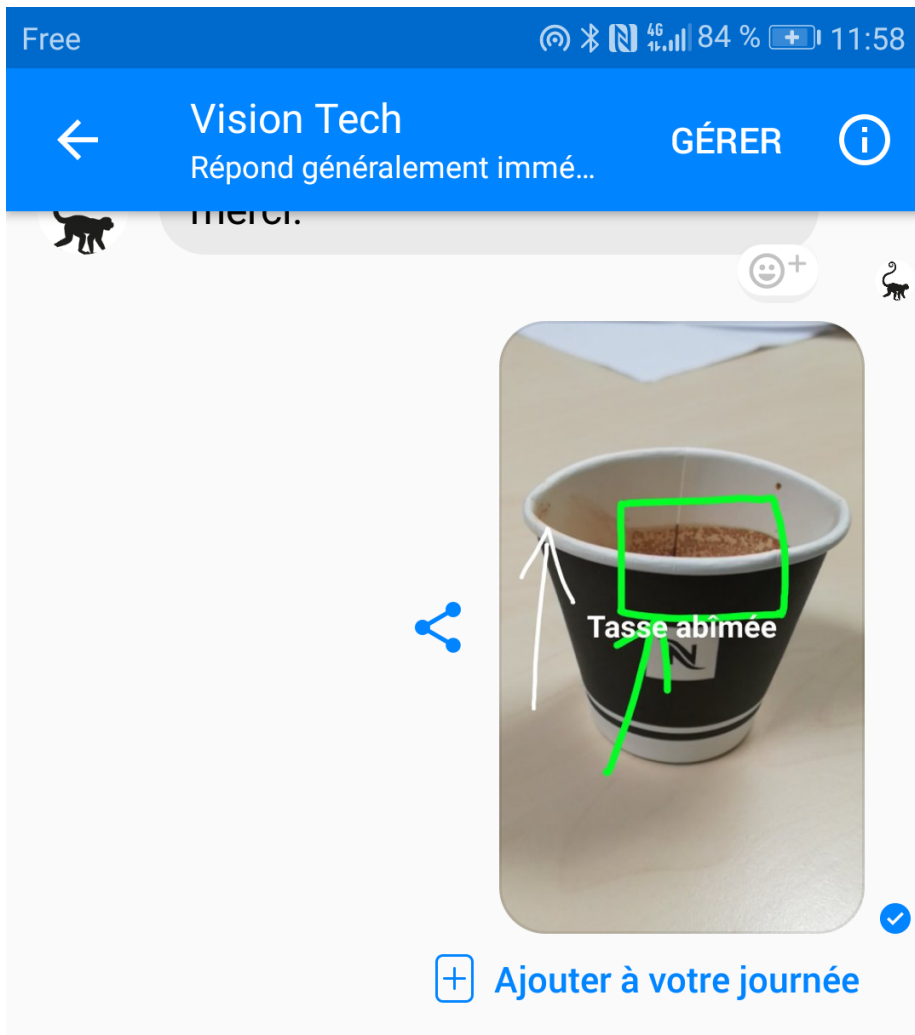 Free 4G 84 % 11:58
Vision Tech
GÉRER
Répond généralement immé...
merci.
Tasse abîmée
N
Ajouter à votre journée